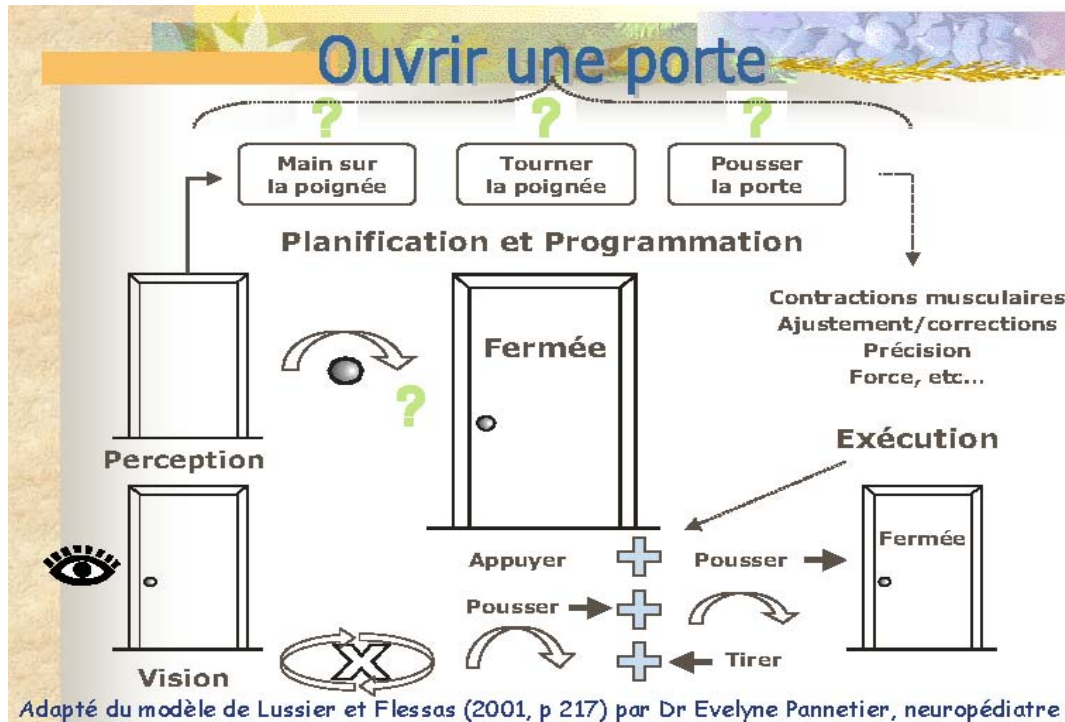 Ouvrir une porte
?
?
?
Main sur
la poignée
Tourner
la poignée
Pousser
la porte
Planification et Programmation
Contractions musculaires
Ajustement/corrections
Précision
Force, etc...
Fermée
?
Perception
Exécution
Fermée
Appuyer
Pousser
Pousser
Tirer
X
Vision
Adapté du modèle de Lussier et Flessas (2001, p 217) par Dr Evelyne Pannetier, neuropédiatre